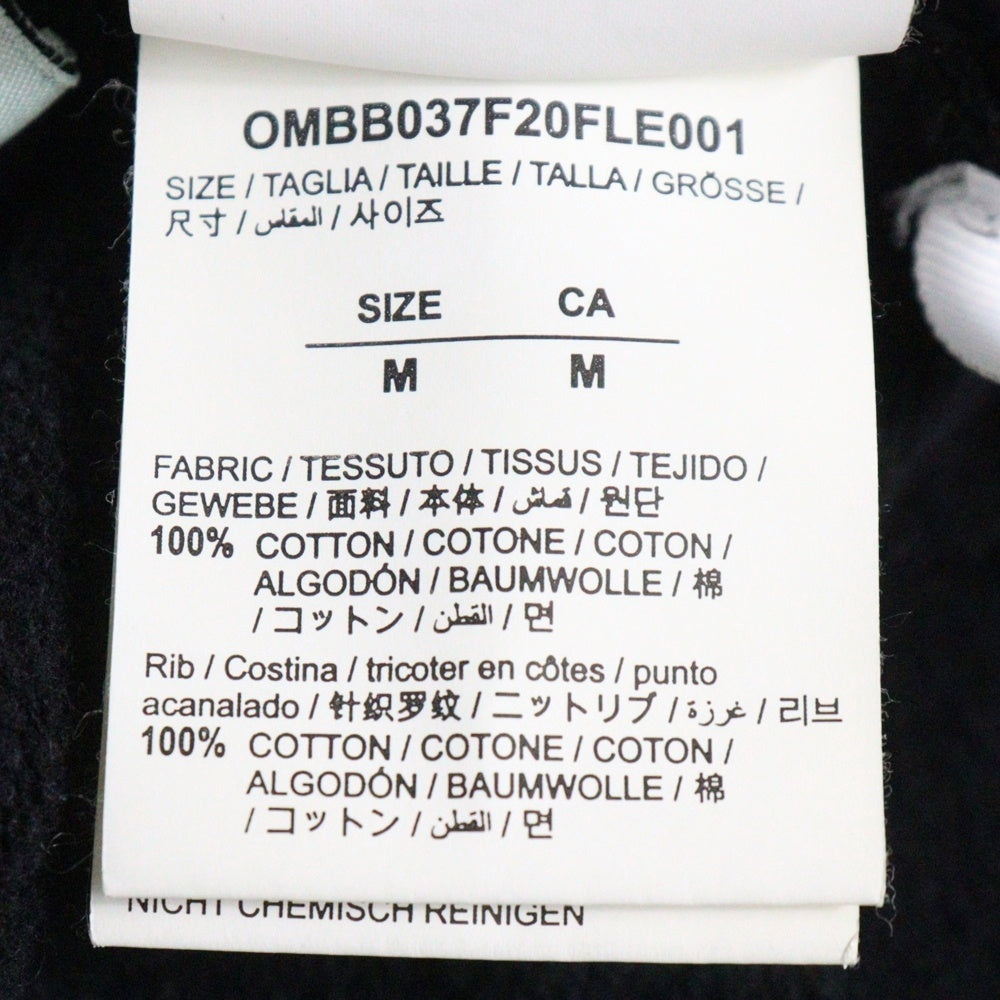 OMBB037F20FLE001
SIZE / TAGLIA / TAILLE / TALLA / GRÖSSE /
尺寸 / المقاس / 사이즈
SIZE CA
M M
FABRIC / TESSUTO / TISSUS / TEJIDO /
GEWEBE / 面料 / 本体 / قماش / 원단
100% COTTON / COTONE / COTON /
ALGODÓN / BAUMWOLLE / 棉
/ コットン / القطن / 면
Rib / Costina / tricoter en côtes / punto
acanalado / 针织罗纹 / ニットリブ / غرزة / 리브
100% COTTON / COTONE / COTON /
ALGODÓN / BAUMWOLLE / 棉
/ コットン / القطن / 면
NICHT CHEMISCH REINIGEN